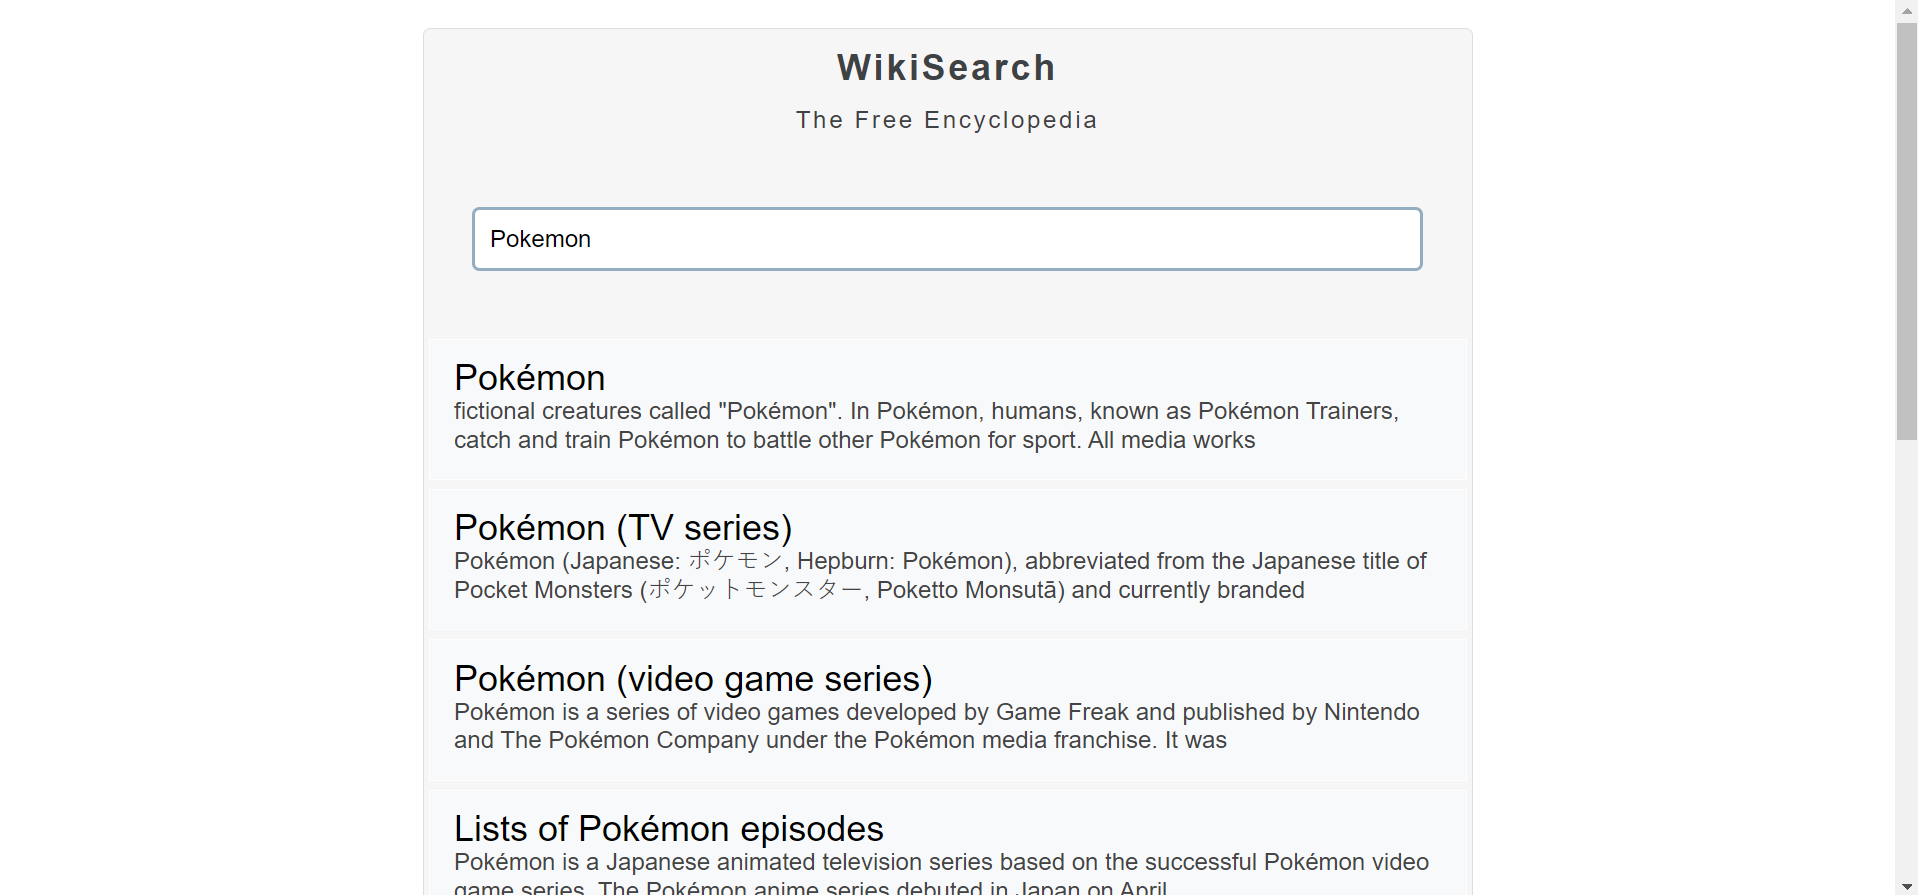 WikiSearch
The Free Encyclopedia
Pokemon
Pokémon
fictional creatures called "Pokémon". In Pokémon, humans, known as Pokémon Trainers,
catch and train Pokémon to battle other Pokémon for sport. All media works
Pokémon (TV series)
Pokémon (Japanese: ポケモン, Hepburn: Pokémon), abbreviated from the Japanese title of
Pocket Monsters (ポケットモンスター, Poketto Monsutā) and currently branded
Pokémon (video game series)
Pokémon is a series of video games developed by Game Freak and published by Nintendo
and The Pokémon Company under the Pokémon media franchise. It was
Lists of Pokémon episodes
Pokémon is a Japanese animated television series based on the successful Pokémon video
game series. The Pokémon anime series debuted in Japan on April